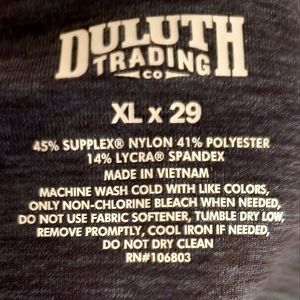 DULUTH
TRADING
CO
XL x 29
45% SUPPLEX® NYLON 41% POLYESTER
14% LYCRA® SPANDEX
MADE IN VIETNAM
MACHINE WASH COLD WITH LIKE COLORS,
ONLY NON-CHLORINE BLEACH WHEN NEEDED,
DO NOT USE FABRIC SOFTENER, TUMBLE DRY LOW,
REMOVE PROMPTLY, COOL IRON IF NEEDED,
DO NOT DRY CLEAN
RN#106803